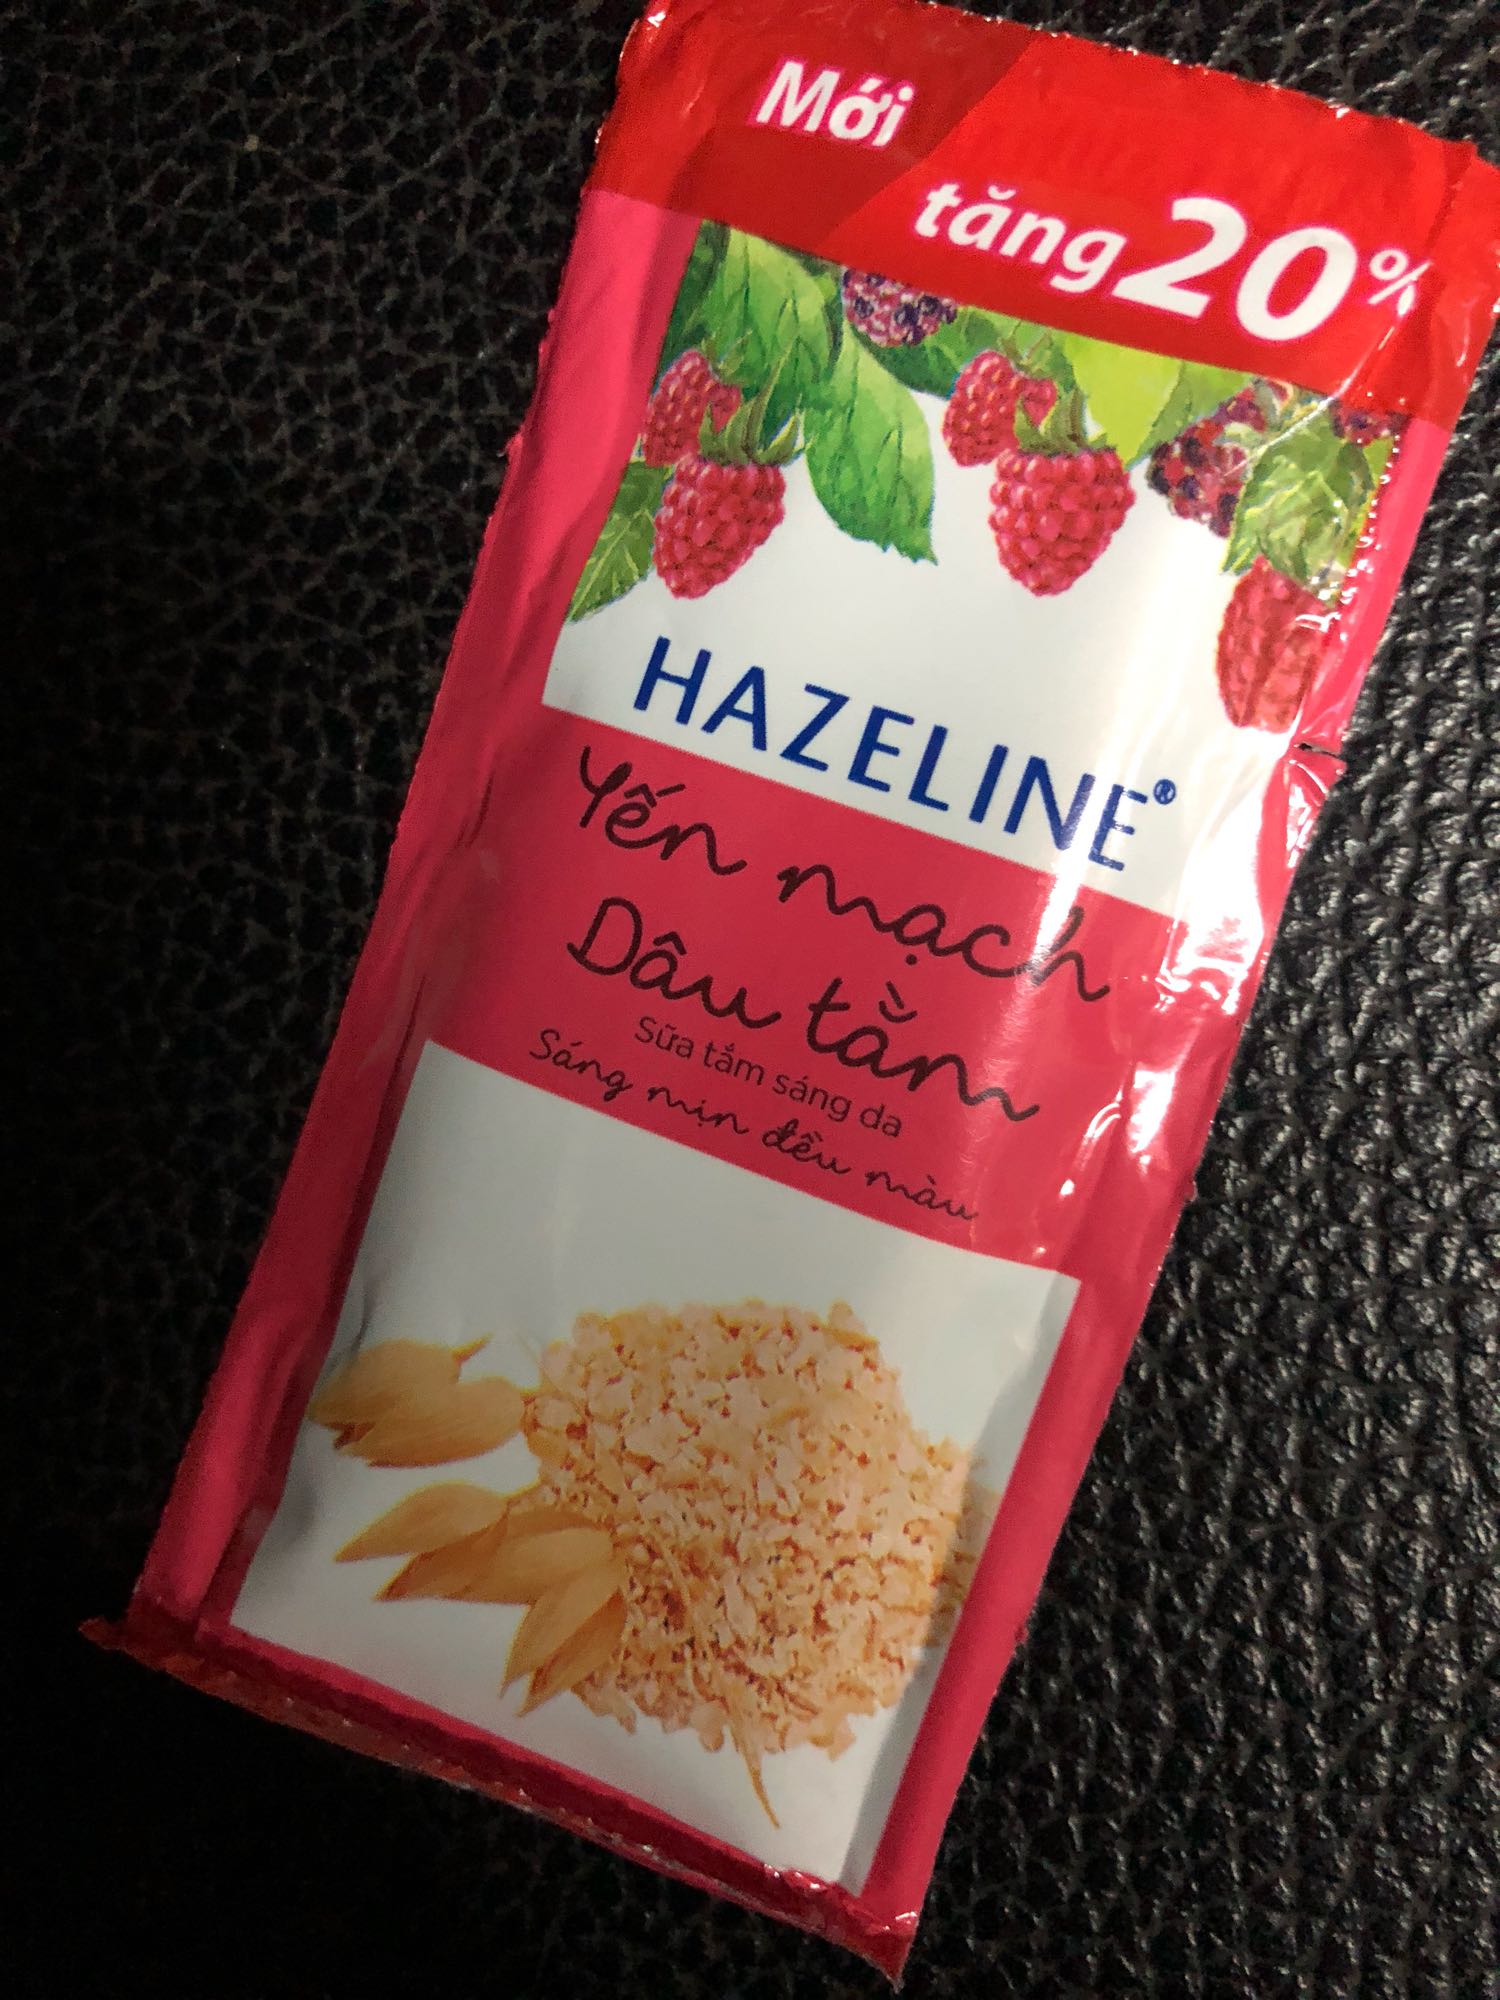 Mới
tăng 20%
HAZELINE®
Yến mạch
Dâu tằm
Sữa tắm sáng da
Sáng mịn đều màu